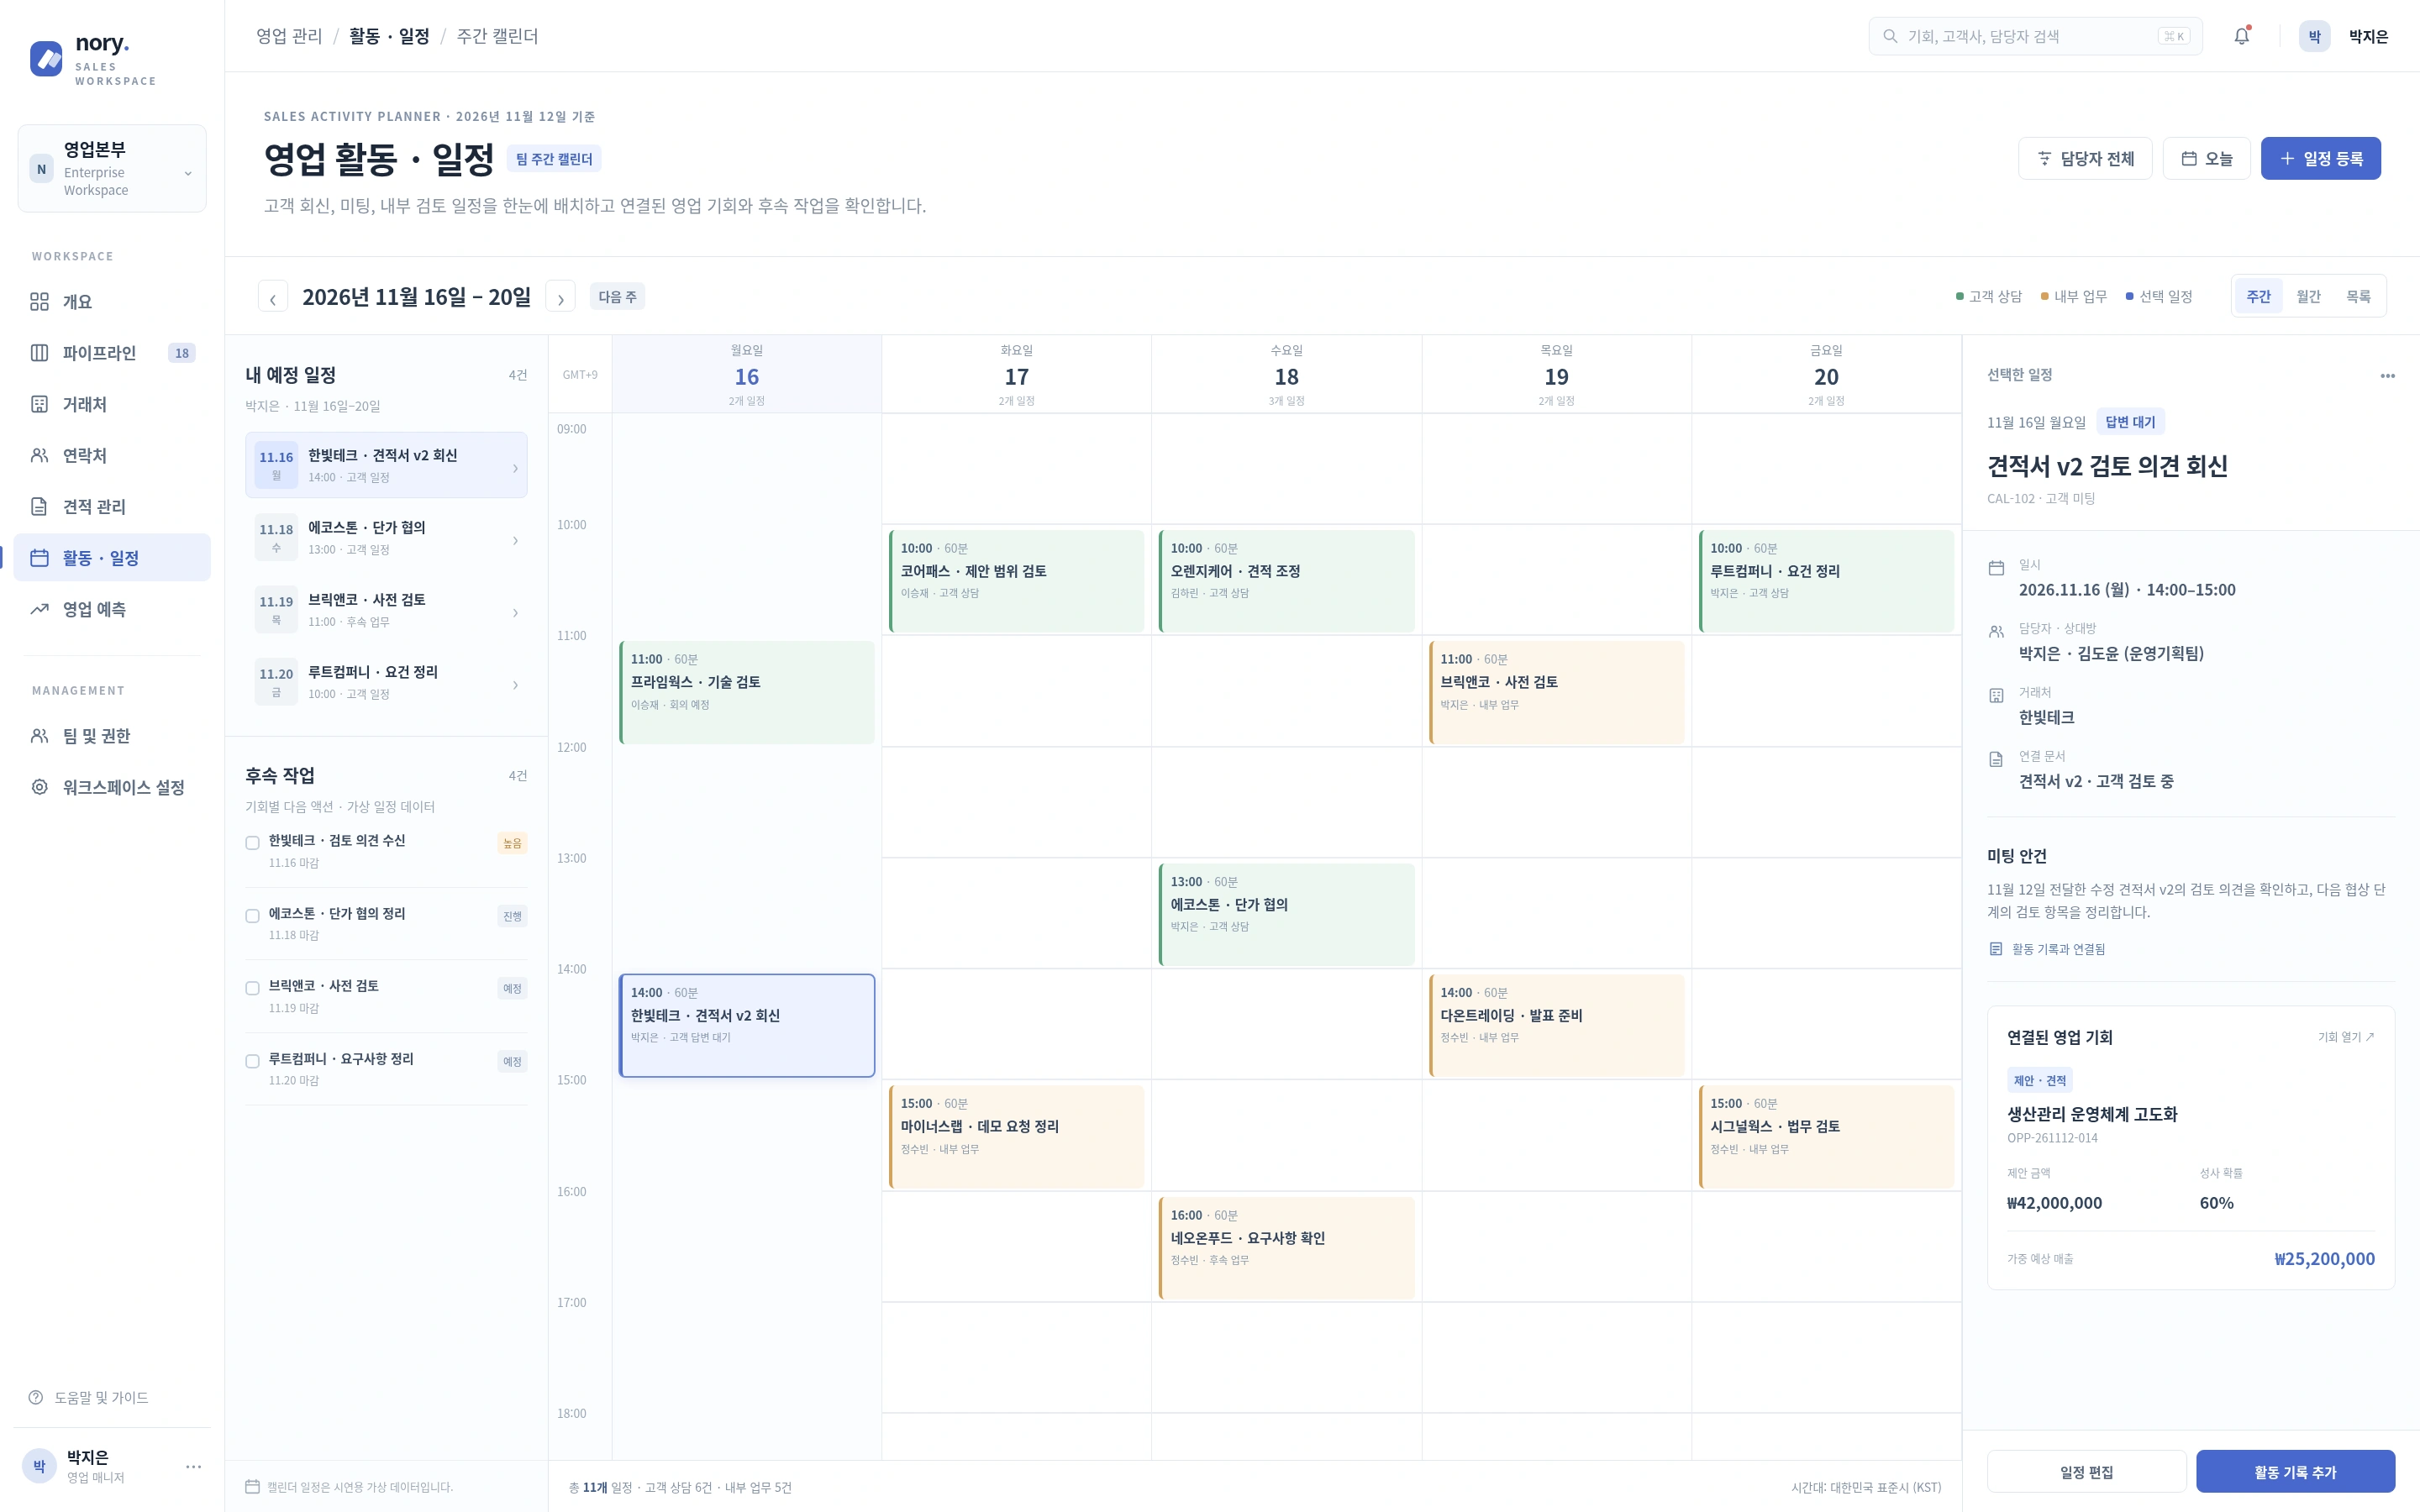 nory.
SALES
WORKSPACE
N
영업본부
Enterprise
Workspace
WORKSPACE
개요
파이프라인
18
거래처
연락처
견적 관리
활동 · 일정
영업 예측
MANAGEMENT
팀 및 권한
워크스페이스 설정
도움말 및 가이드
박
박지은
영업 매니저
영업 관리 / 활동 · 일정 / 주간 캘린더
기회, 고객사, 담당자 검색
⌘ K
박
박지은
SALES ACTIVITY PLANNER · 2026년 11월 12일 기준
영업 활동 · 일정
팀 주간 캘린더
고객 회신, 미팅, 내부 검토 일정을 한눈에 배치하고 연결된 영업 기회와 후속 작업을 확인합니다.
담당자 전체
오늘
일정 등록
2026년 11월 16일 – 20일
다음 주
고객 상담
내부 업무
선택 일정
주간
월간
목록
내 예정 일정
4건
박지은 · 11월 16일–20일
11.16
월
한빛테크 · 견적서 v2 회신
14:00 · 고객 일정
11.18
수
에코스톤 · 단가 협의
13:00 · 고객 일정
11.19
목
브릭앤코 · 사전 검토
11:00 · 후속 업무
11.20
금
루트컴퍼니 · 요건 정리
10:00 · 고객 일정
후속 작업
4건
기회별 다음 액션 · 가상 일정 데이터
한빛테크 · 검토 의견 수신
높음
11.16 마감
에코스톤 · 단가 협의 정리
진행
11.18 마감
브릭앤코 · 사전 검토
예정
11.19 마감
루트컴퍼니 · 요구사항 정리
예정
11.20 마감
캘린더 일정은 시연용 가상 데이터입니다.
GMT+9
월요일
16
2개 일정
화요일
17
2개 일정
수요일
18
3개 일정
목요일
19
2개 일정
금요일
20
2개 일정
09:00
10:00
11:00
12:00
13:00
14:00
15:00
16:00
17:00
18:00
11:00 · 60분
프라임웍스 · 기술 검토
이승재 · 회의 예정
14:00 · 60분
한빛테크 · 견적서 v2 회신
박지은 · 고객 답변 대기
10:00 · 60분
코어패스 · 제안 범위 검토
이승재 · 고객 상담
15:00 · 60분
마이너스랩 · 데모 요청 정리
정수빈 · 내부 업무
10:00 · 60분
오렌지케어 · 견적 조정
김하린 · 고객 상담
13:00 · 60분
에코스톤 · 단가 협의
박지은 · 고객 상담
16:00 · 60분
네오온푸드 · 요구사항 확인
정수빈 · 후속 업무
11:00 · 60분
브릭앤코 · 사전 검토
박지은 · 내부 업무
14:00 · 60분
다온트레이딩 · 발표 준비
정수빈 · 내부 업무
10:00 · 60분
루트컴퍼니 · 요건 정리
박지은 · 고객 상담
15:00 · 60분
시그널웍스 · 법무 검토
정수빈 · 내부 업무
총 11개 일정 · 고객 상담 6건 · 내부 업무 5건
시간대: 대한민국 표준시 (KST)
선택한 일정
11월 16일 월요일
답변 대기
견적서 v2 검토 의견 회신
CAL-102 · 고객 미팅
일시
2026.11.16 (월) · 14:00–15:00
담당자 · 상대방
박지은 · 김도윤 (운영기획팀)
거래처
한빛테크
연결 문서
견적서 v2 · 고객 검토 중
미팅 안건
11월 12일 전달한 수정 견적서 v2의 검토 의견을 확인하고, 다음 협상 단
계의 검토 항목을 정리합니다.
활동 기록과 연결됨
연결된 영업 기회
기회 열기 ↗
제안 · 견적
생산관리 운영체계 고도화
OPP-261112-014
제안 금액
성사 확률
₩42,000,000
60%
가중 예상 매출
₩25,200,000
일정 편집
활동 기록 추가